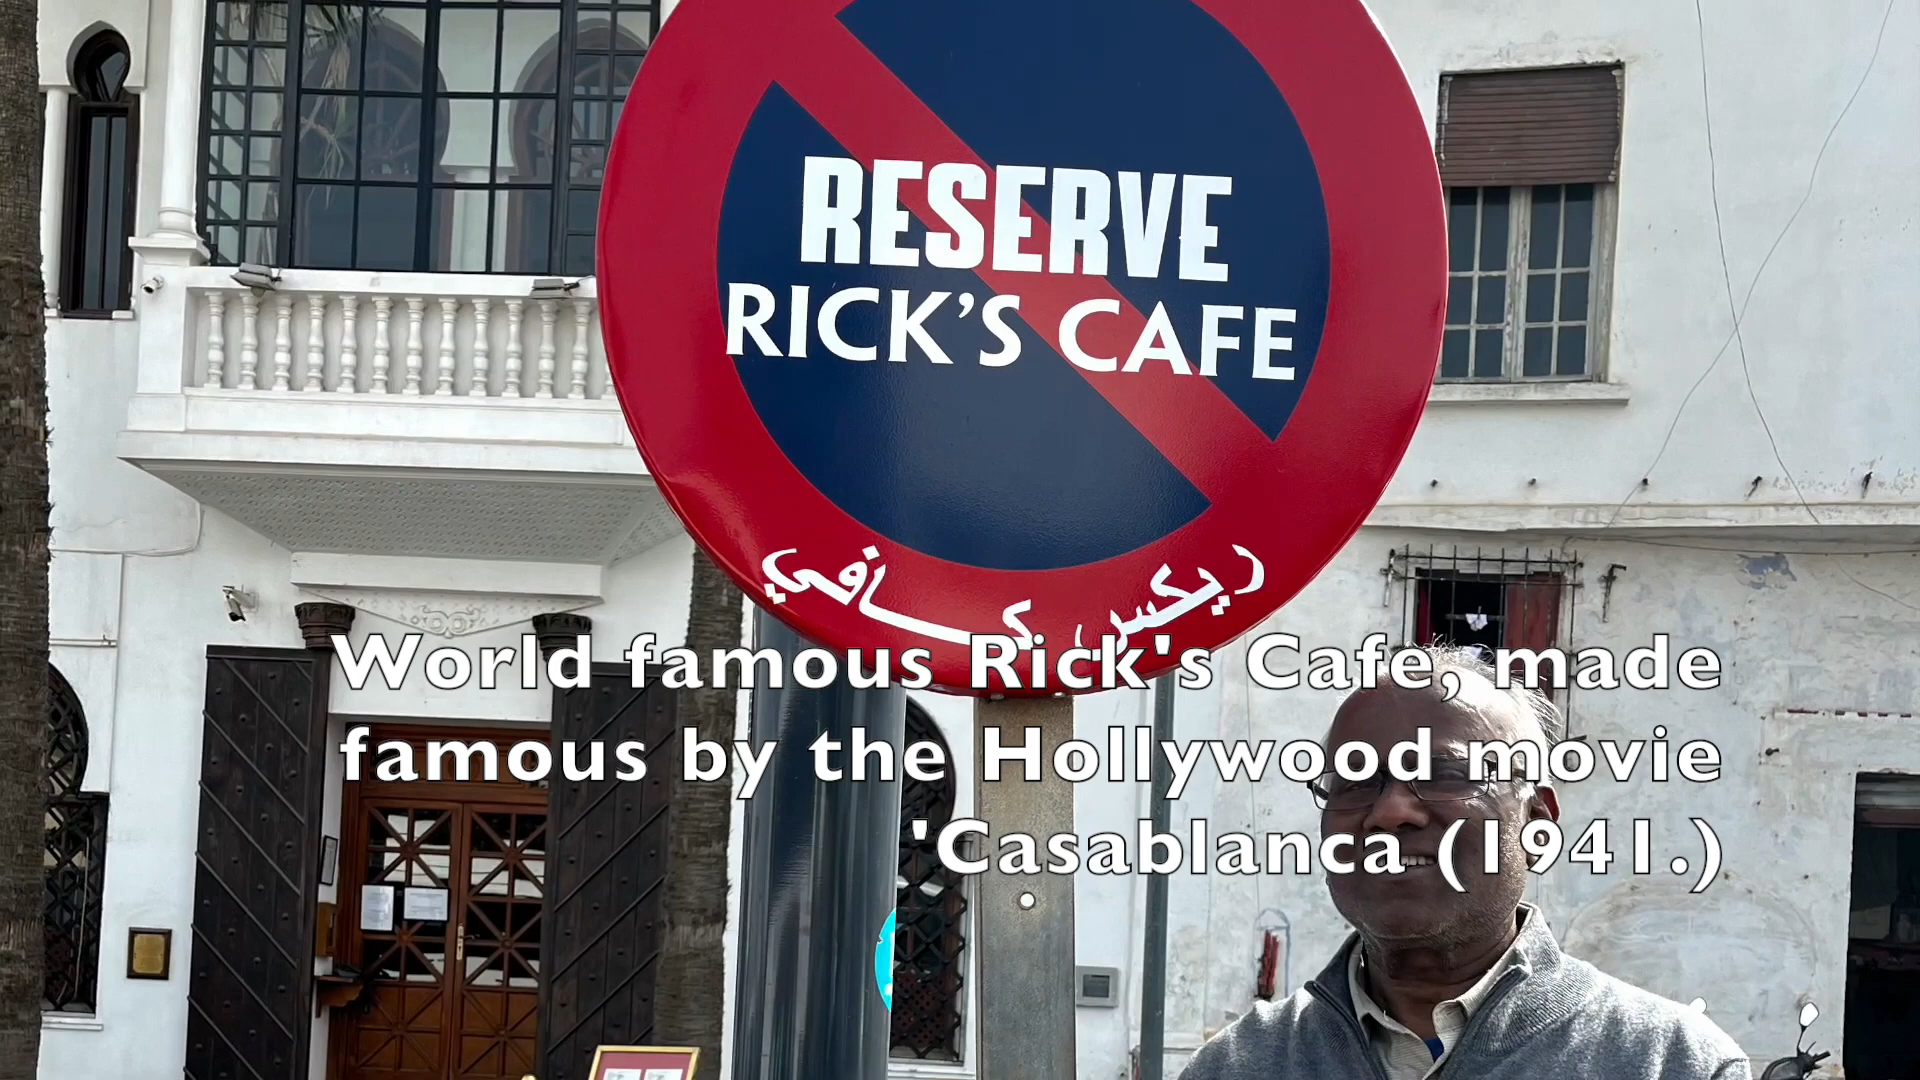 RESERVE
RICK'S CAFE
ريكس كافي
World famous Rick's Cafe, made
famous by the Hollywood movie
'Casablanca (1941.)